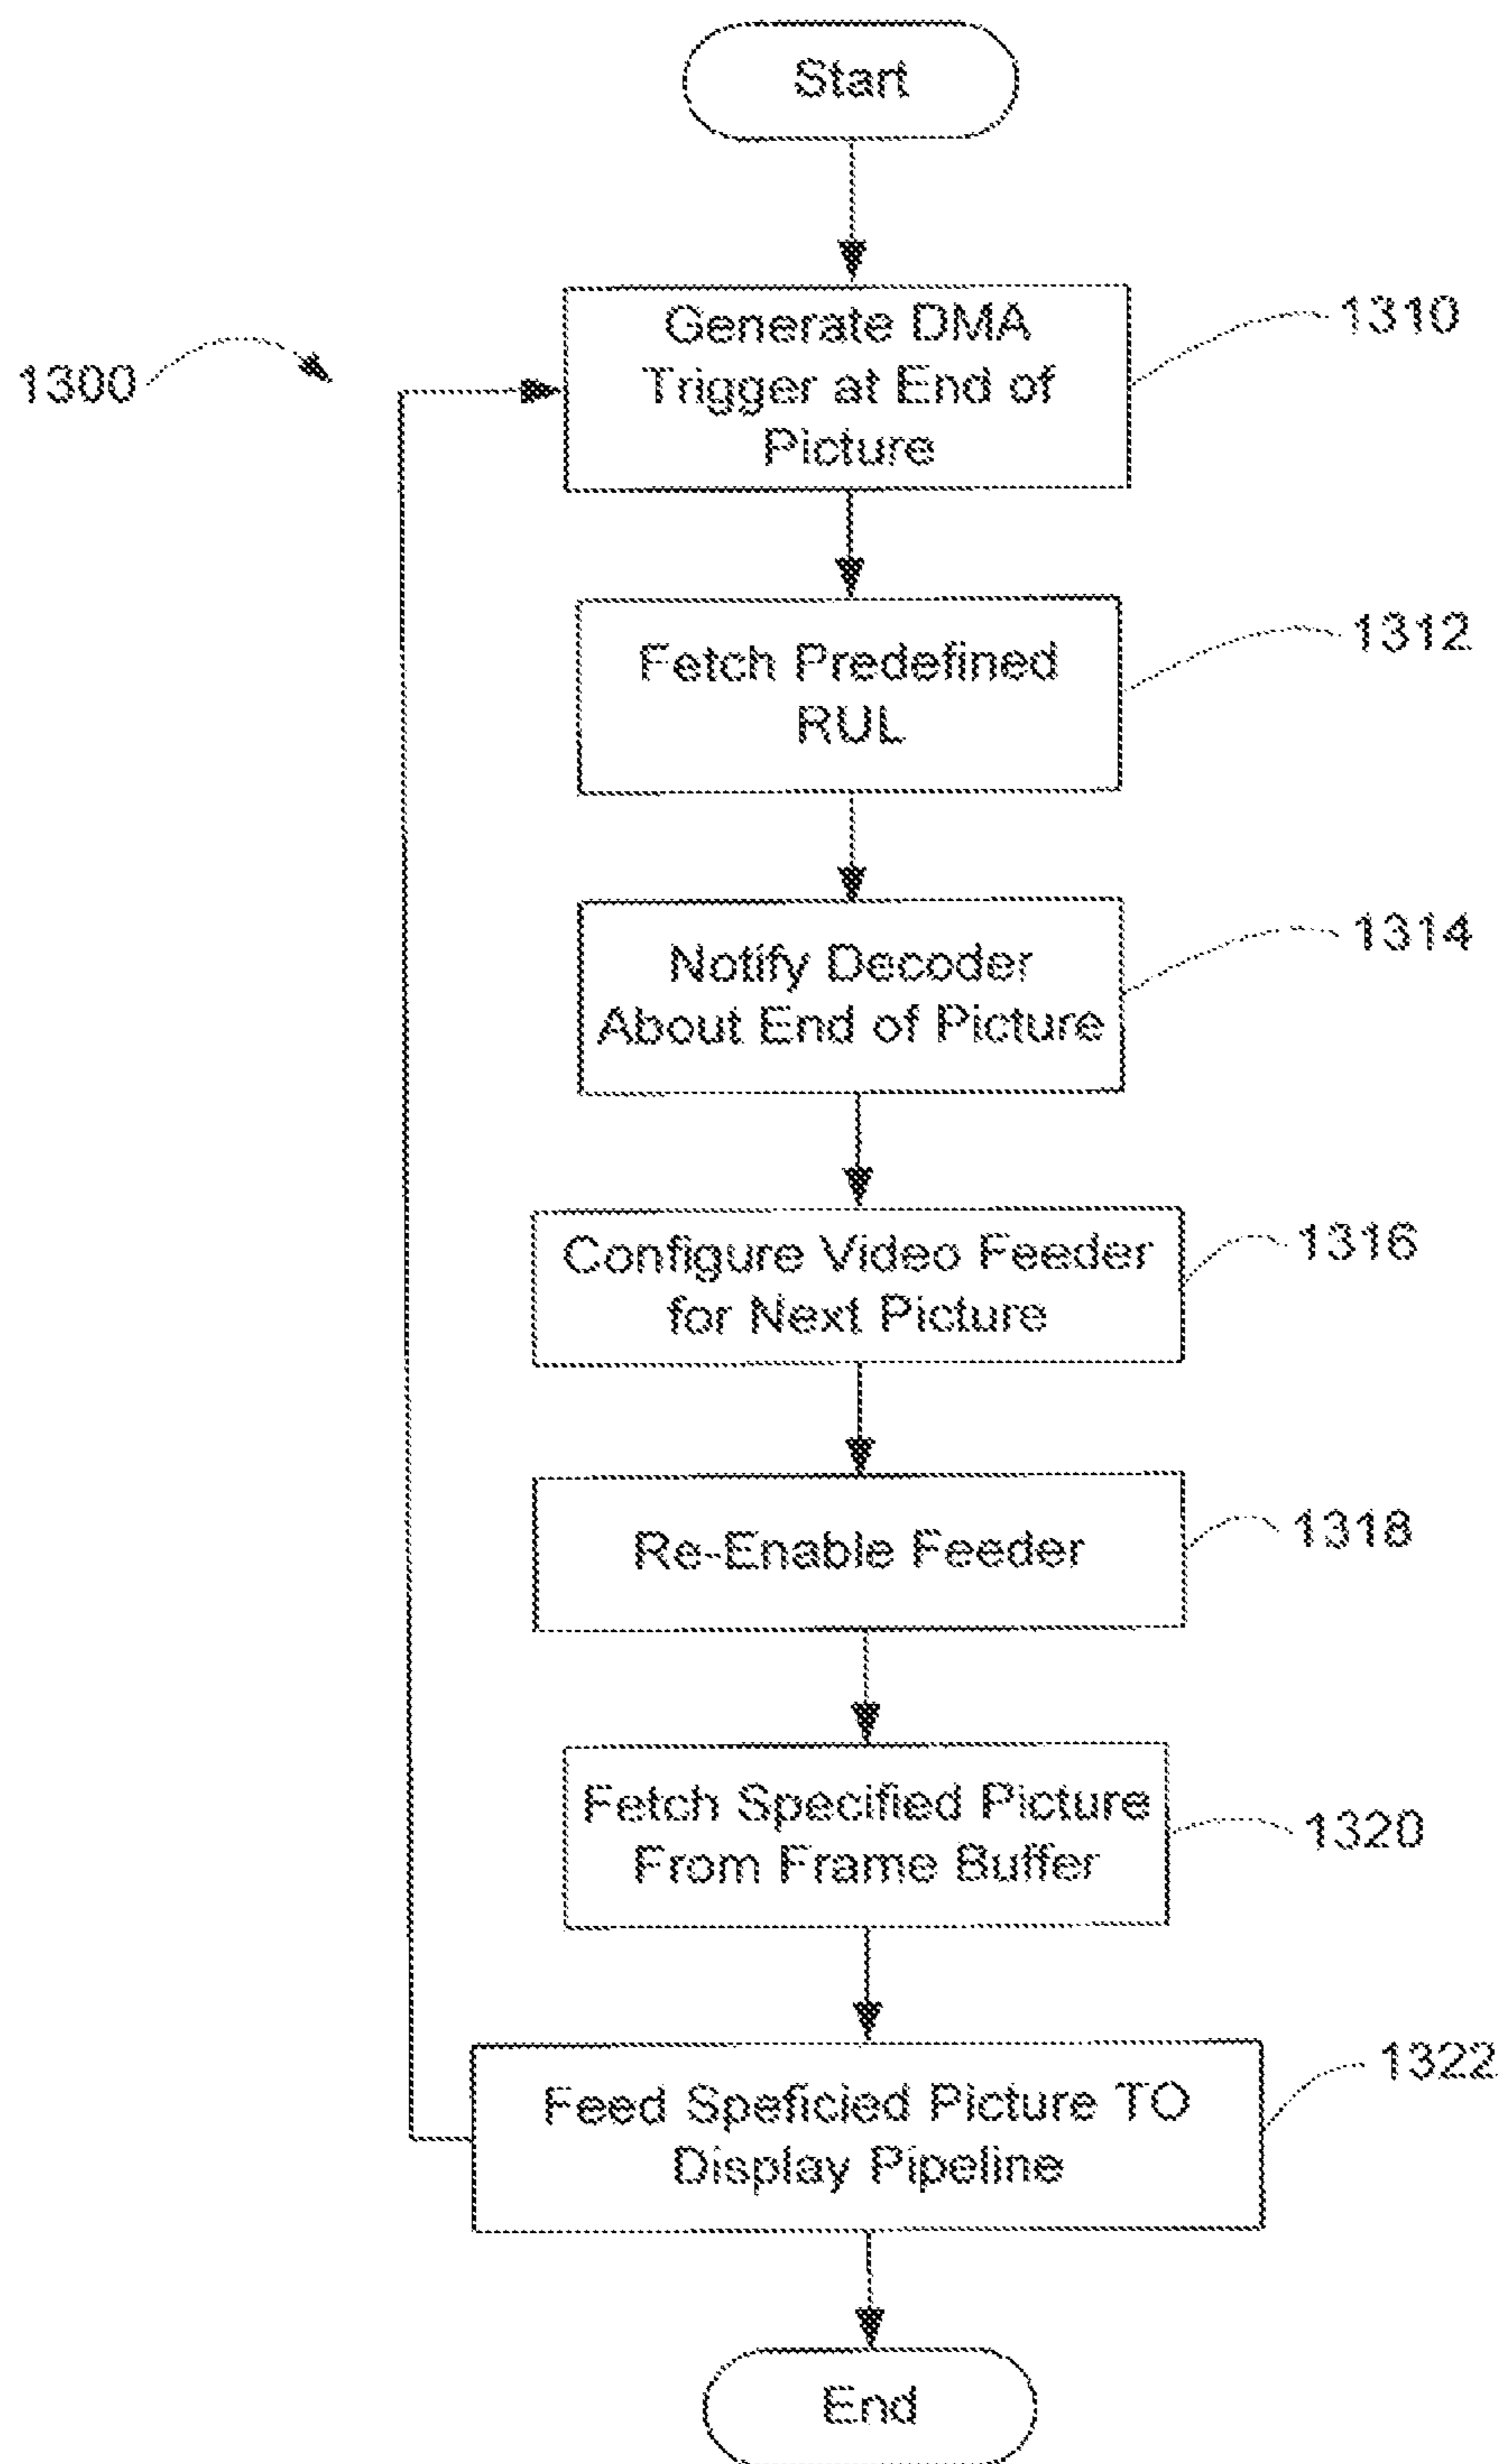 Start
Generate DMA
Trigger at End of
Picture
1310
1300
Fetch Predefined
RUL
1312
Notify Decoder
About End of Picture
1314
Configure Video Feeder
for Next Picture
1316
Re-Enable Feeder
1318
Fetch Specified Picture
From Frame Buffer
1320
Feed Speficied Picture TO
Display Pipeline
1322
End